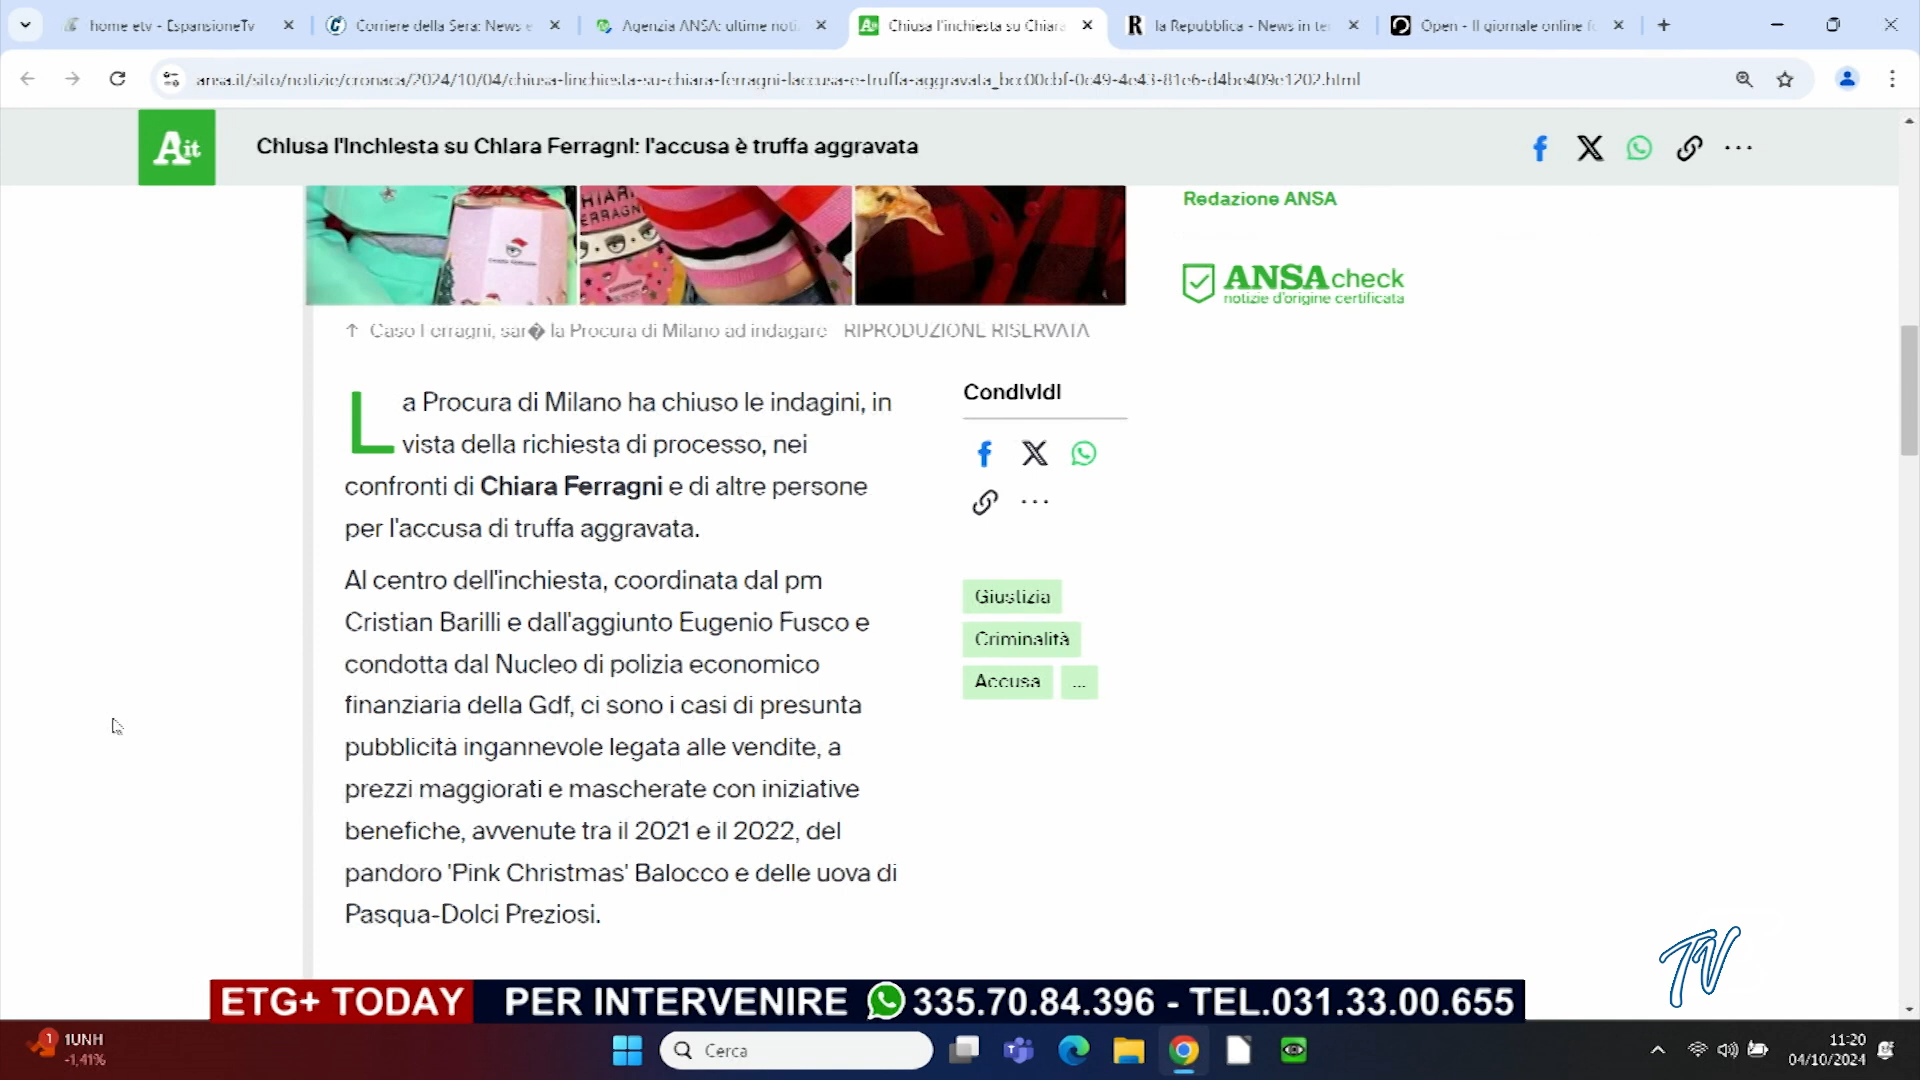 home etv - EspansioneTv
Corriere della Sera: News e
Agenzia ANSA: ultime noti
Chiusa l'inchiesta su Chiara
la Repubblica - News in te
Open - Il giornale online f
ansa.it/sito/notizie/cronaca/2024/10/04/chiusa-linchiesta-su-chiara-ferragni-laccusa-e-truffa-aggravata_bcc00cbf-0c49-4e43-81e6-d4be409e1202.html
Ait
Chiusa l'inchiesta su Chiara Ferragni: l'accusa è truffa aggravata
CHIARA
FERRAGNI
Redazione ANSA
ANSAcheck
notizie d'origine certificata
↑ Caso Ferragni, sar� la Procura di Milano ad indagare RIPRODUZIONE RISERVATA
La Procura di Milano ha chiuso le indagini, in
vista della richiesta di processo, nei
confronti di Chiara Ferragni e di altre persone
per l'accusa di truffa aggravata.
Al centro dell'inchiesta, coordinata dal pm
Cristian Barilli e dall'aggiunto Eugenio Fusco e
condotta dal Nucleo di polizia economico
finanziaria della Gdf, ci sono i casi di presunta
pubblicità ingannevole legata alle vendite, a
prezzi maggiorati e mascherate con iniziative
benefiche, avvenute tra il 2021 e il 2022, del
pandoro 'Pink Christmas' Balocco e delle uova di
Pasqua-Dolci Preziosi.
Condividi
Giustizia
Criminalità
Accusa
...
TV
ETG+ TODAY PER INTERVENIRE 335.70.84.396 - TEL.031.33.00.655
1
1UNH
-1,41%
Cerca
11:20
04/10/2024